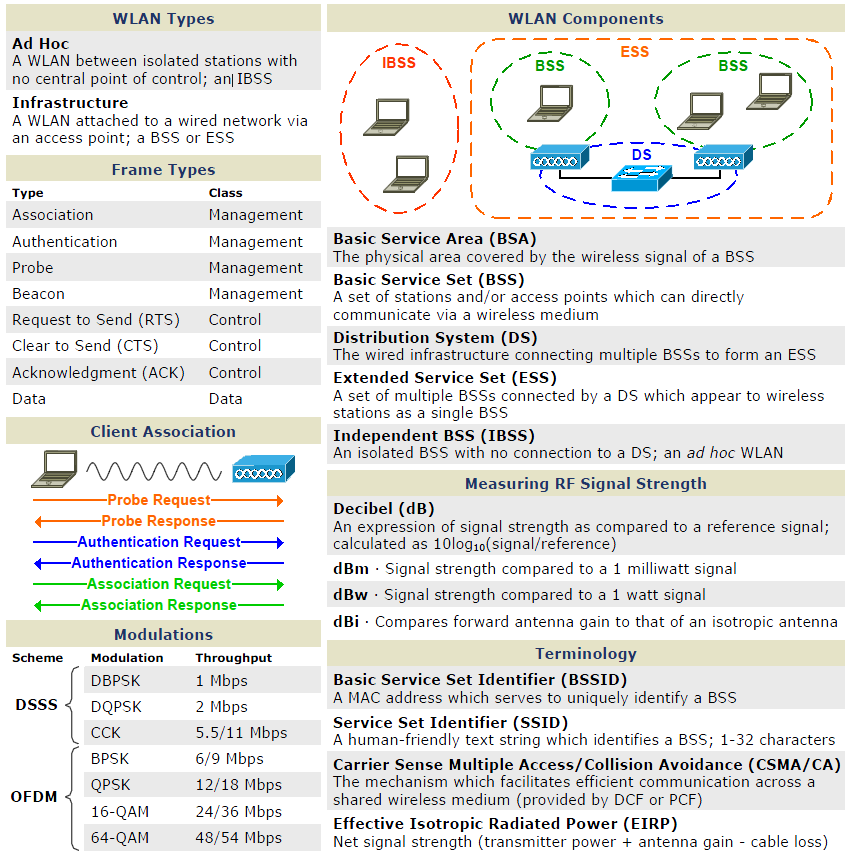 WLAN Types
Ad Hoc
A WLAN between isolated stations with
no central point of control; an IBSS
Infrastructure
A WLAN attached to a wired network via
an access point; a BSS or ESS
Frame Types
Type Class
Association Management
Authentication Management
Probe Management
Beacon Management
Request to Send (RTS) Control
Clear to Send (CTS) Control
Acknowledgment (ACK) Control
Data Data
Client Association
Probe Request
Probe Response
Authentication Request
Authentication Response
Association Request
Association Response
Modulations
Scheme Modulation Throughput
DSSS
DBPSK 1 Mbps
DQPSK 2 Mbps
CCK 5.5/11 Mbps
OFDM
BPSK 6/9 Mbps
QPSK 12/18 Mbps
16-QAM 24/36 Mbps
64-QAM 48/54 Mbps
WLAN Components
IBSS
ESS
BSS
BSS
DS
Basic Service Area (BSA)
The physical area covered by the wireless signal of a BSS
Basic Service Set (BSS)
A set of stations and/or access points which can directly
communicate via a wireless medium
Distribution System (DS)
The wired infrastructure connecting multiple BSSs to form an ESS
Extended Service Set (ESS)
A set of multiple BSSs connected by a DS which appear to wireless
stations as a single BSS
Independent BSS (IBSS)
An isolated BSS with no connection to a DS; an ad hoc WLAN
Measuring RF Signal Strength
Decibel (dB)
An expression of signal strength as compared to a reference signal;
calculated as 10log₁₀(signal/reference)
dBm · Signal strength compared to a 1 milliwatt signal
dBw · Signal strength compared to a 1 watt signal
dBi · Compares forward antenna gain to that of an isotropic antenna
Terminology
Basic Service Set Identifier (BSSID)
A MAC address which serves to uniquely identify a BSS
Service Set Identifier (SSID)
A human-friendly text string which identifies a BSS; 1-32 characters
Carrier Sense Multiple Access/Collision Avoidance (CSMA/CA)
The mechanism which facilitates efficient communication across a
shared wireless medium (provided by DCF or PCF)
Effective Isotropic Radiated Power (EIRP)
Net signal strength (transmitter power + antenna gain - cable loss)